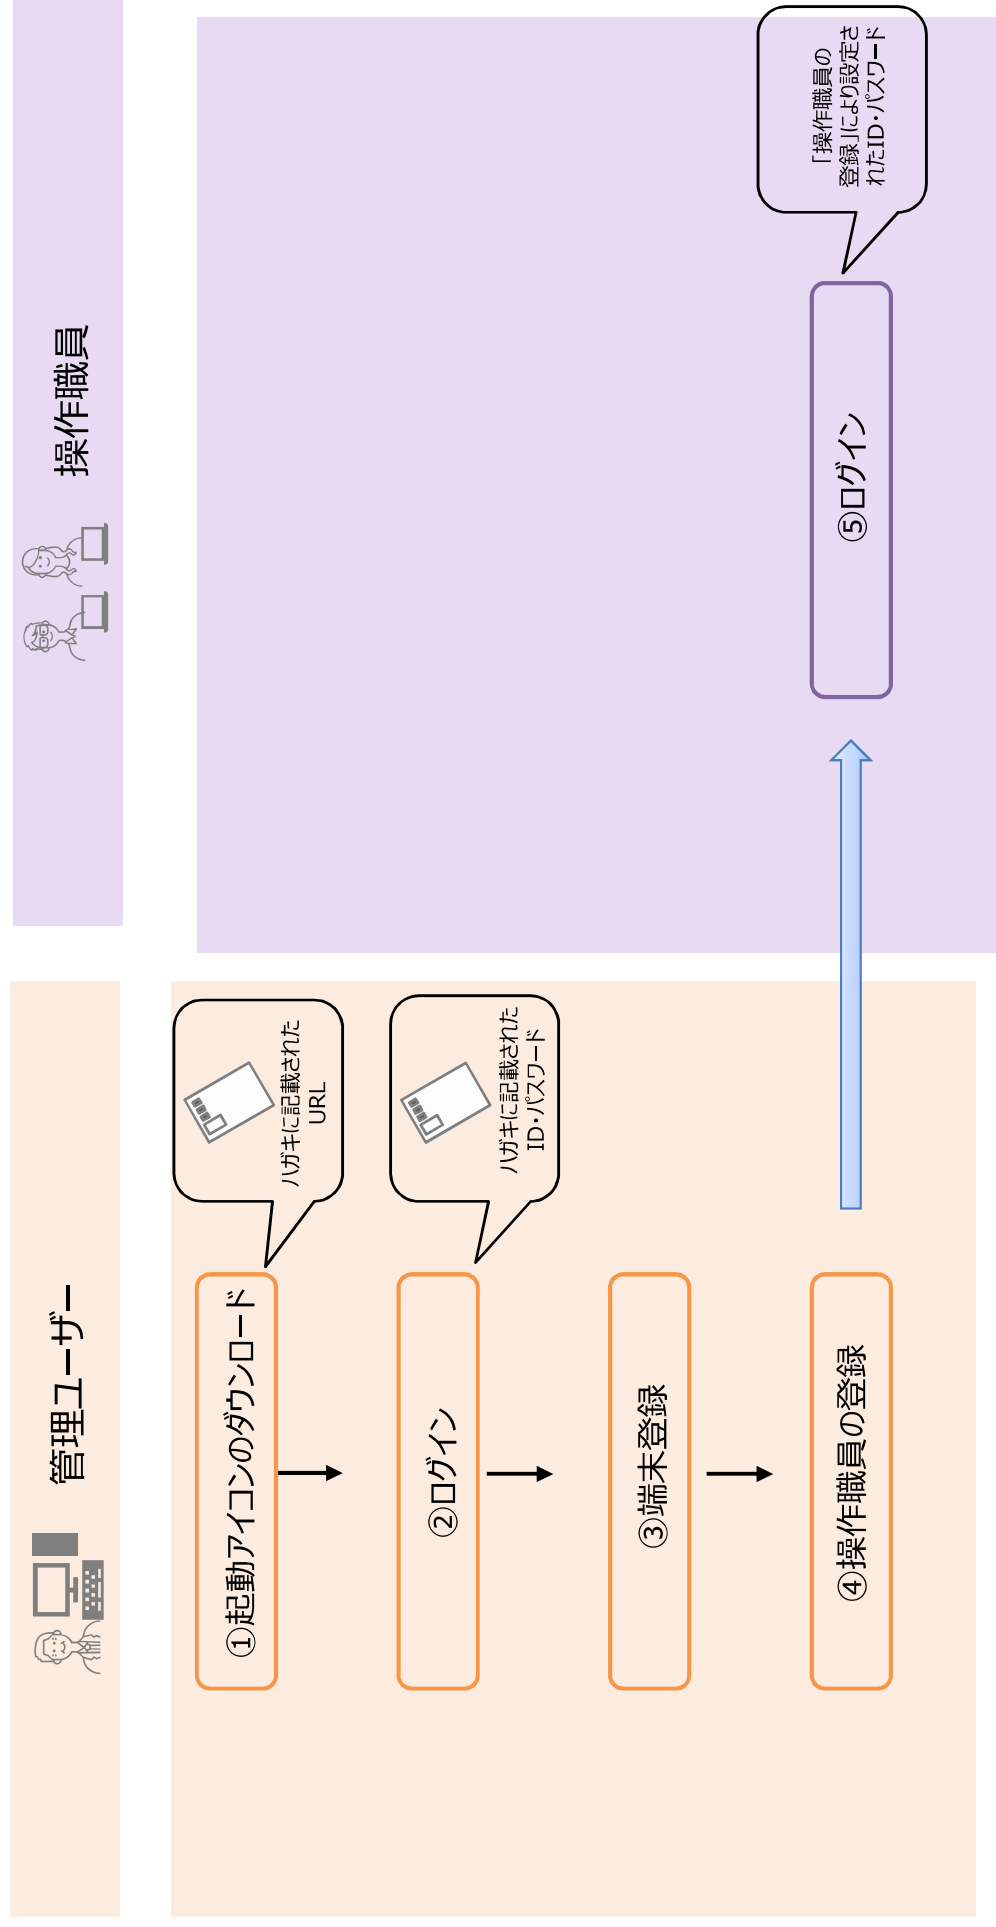 管理ユーザー
操作職員
①起動アイコンのダウンロード
ハガキに記載された
URL
②ログイン
ハガキに記載された
ID・パスワード
③端末登録
④操作職員の登録
⑤ログイン
「操作職員の
登録」により設定さ
れたID・パスワード